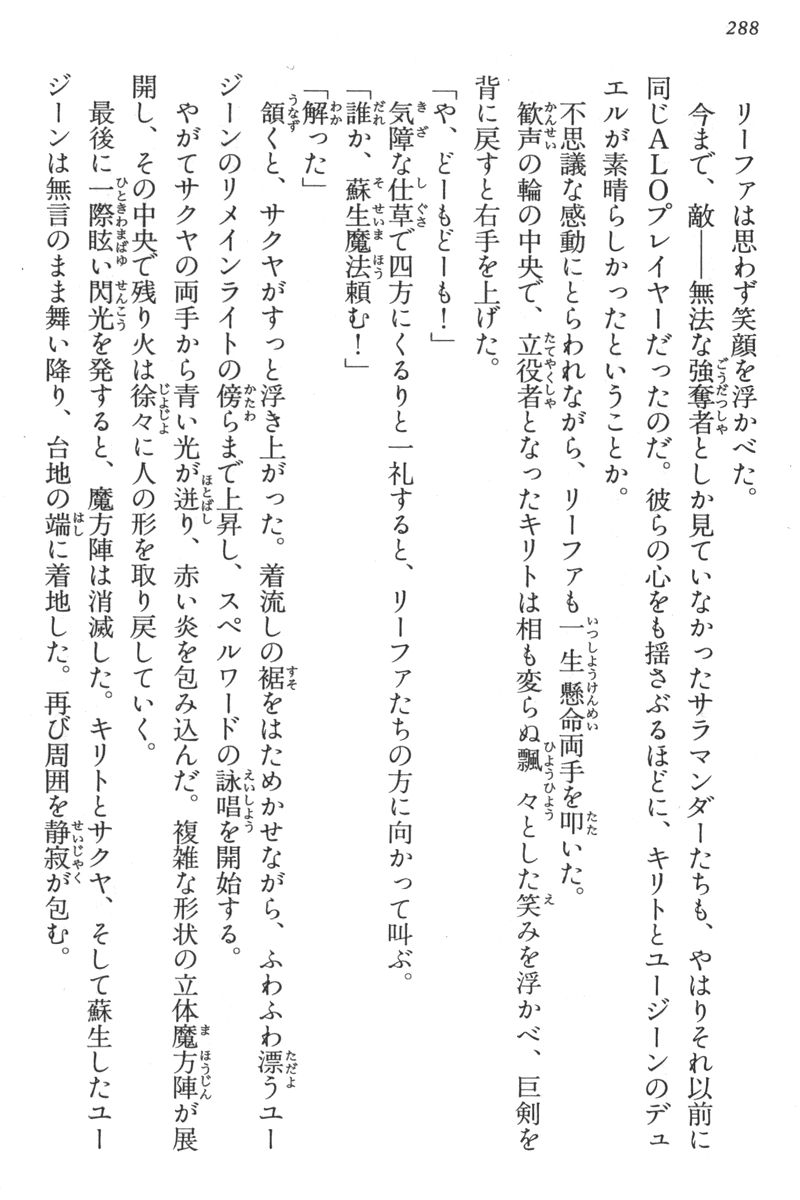 288
リーファは思わず笑顔を浮かべた。
今まで、敵――無法な強奪者としか見ていなかったサラマンダーたちも、やはりそれ以前に
同じALOプレイヤーだったのだ。彼らの心をも揺さぶるほどに、キリトとユージーンのデュ
エルが素晴らしかったということか。
不思議な感動にとらわれながら、リーファも一生懸命両手を叩いた。
歓声の輪の中央で、立役者となったキリトは相も変らぬ飄々とした笑みを浮かべ、巨剣を
背に戻すと右手を上げた。
「や、どーもどーも！」
気障な仕草で四方にくるりと一礼すると、リーファたちの方に向かって叫ぶ。
「誰か、蘇生魔法頼む！」
「解った」
頷くと、サクヤがすっと浮き上がった。着流しの裾をはためかせながら、ふわふわ漂うユー
ジーンのリメインライトの傍らまで上昇し、スペルワードの詠唱を開始する。
やがてサクヤの両手から青い光が迸り、赤い炎を包み込んだ。複雑な形状の立体魔方陣が展
開し、その中央で残り火は徐々に人の形を取り戻していく。
最後に一際眩い閃光を発すると、魔方陣は消滅した。キリトとサクヤ、そして蘇生したユー
ジーンは無言のまま舞い降り、台地の端に着地した。再び周囲を静寂が包む。